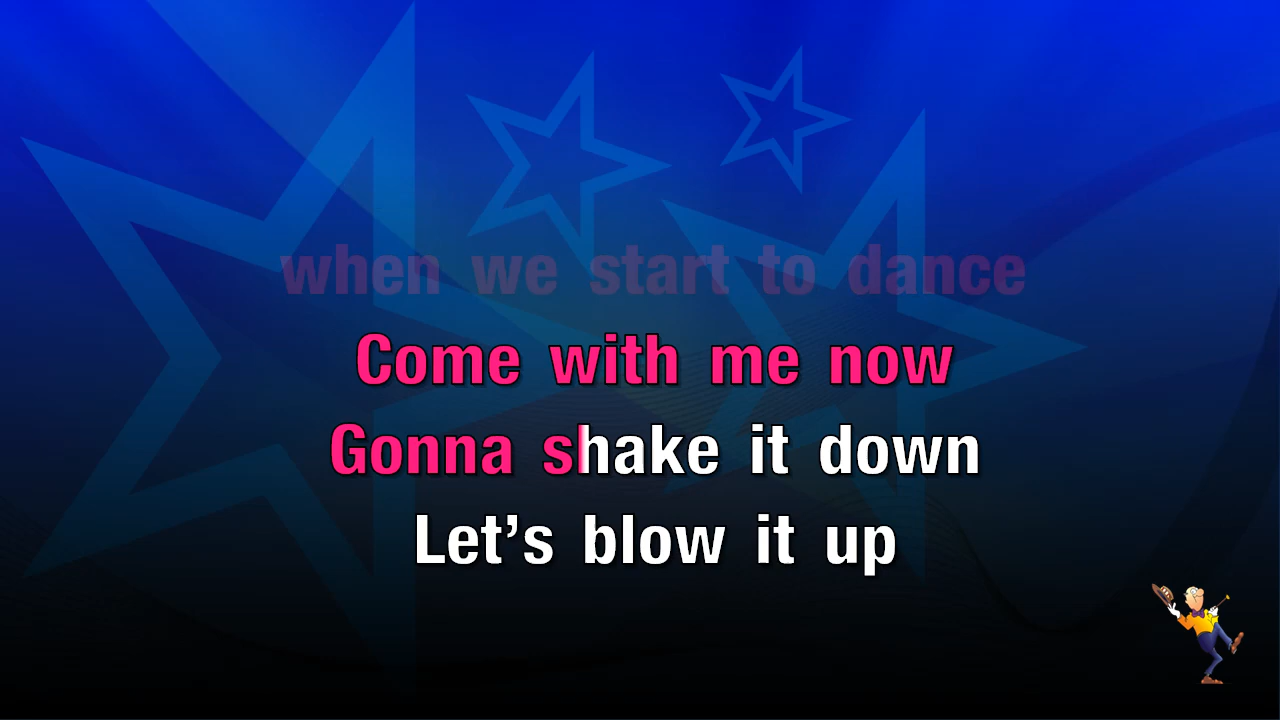 when we start to dance
Come with me now
Gonna shake it down
Let’s blow it up